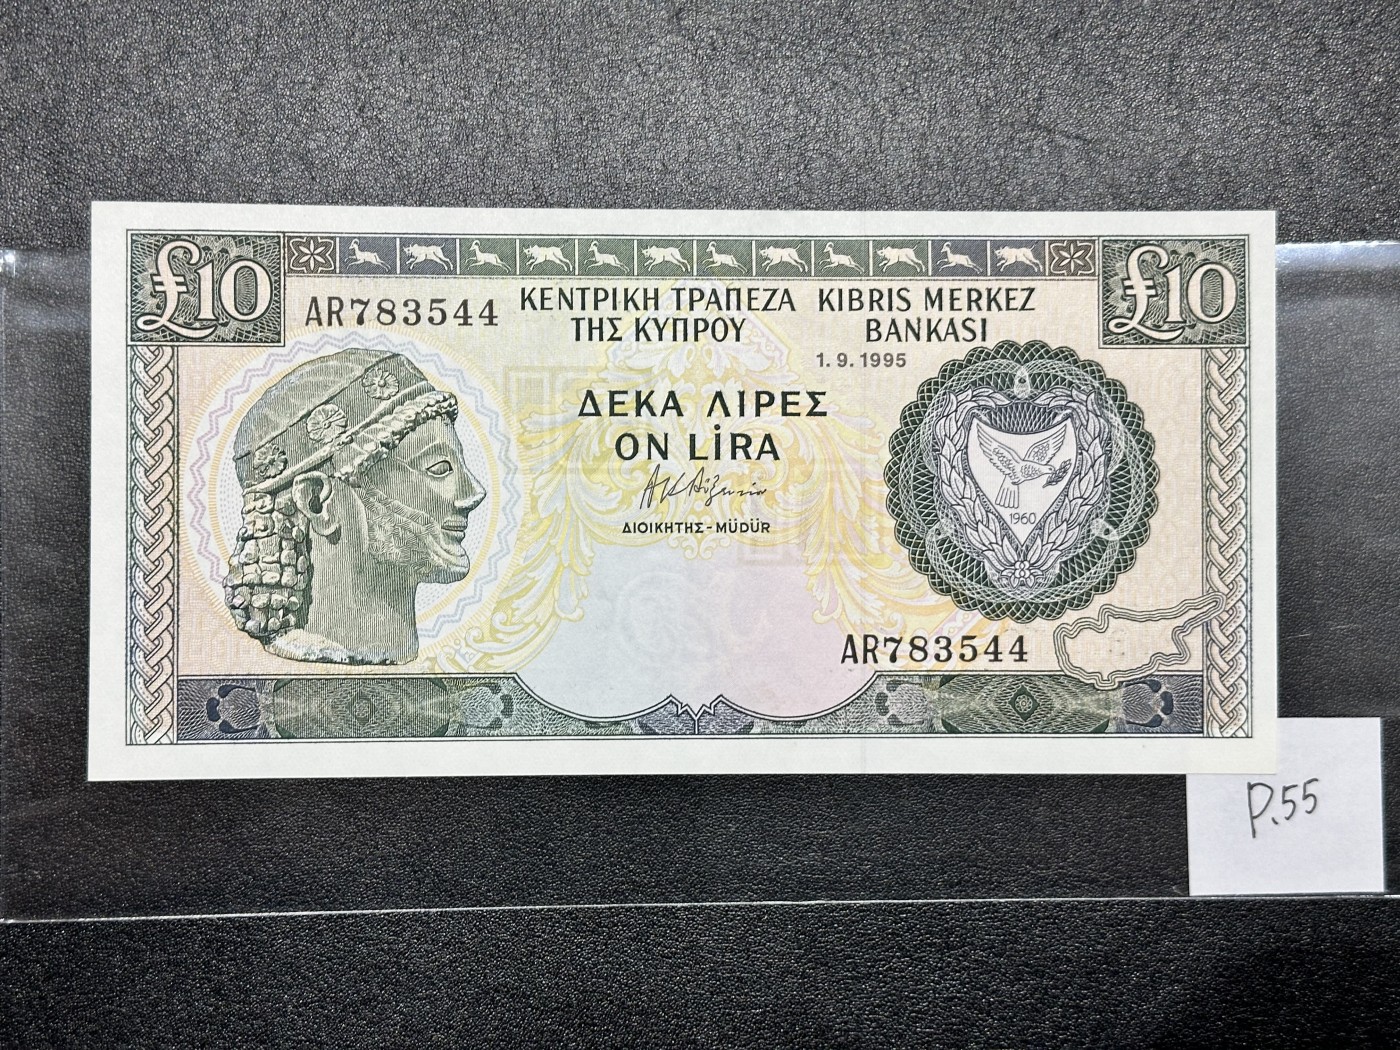 £10
£10
AR783544
ΚΕΝΤΡΙΚΗ ΤΡΑΠΕΖΑ
ΤΗΣ ΚΥΠΡΟΥ
KIBRIS MERKEZ
BANKASI
1.9.1995
ΔΕΚΑ ΛΙΡΕΣ
ON LİRA
ΔΙΟΙΚΗΤΗΣ - MÜDÜR
1960
AR783544
P.55